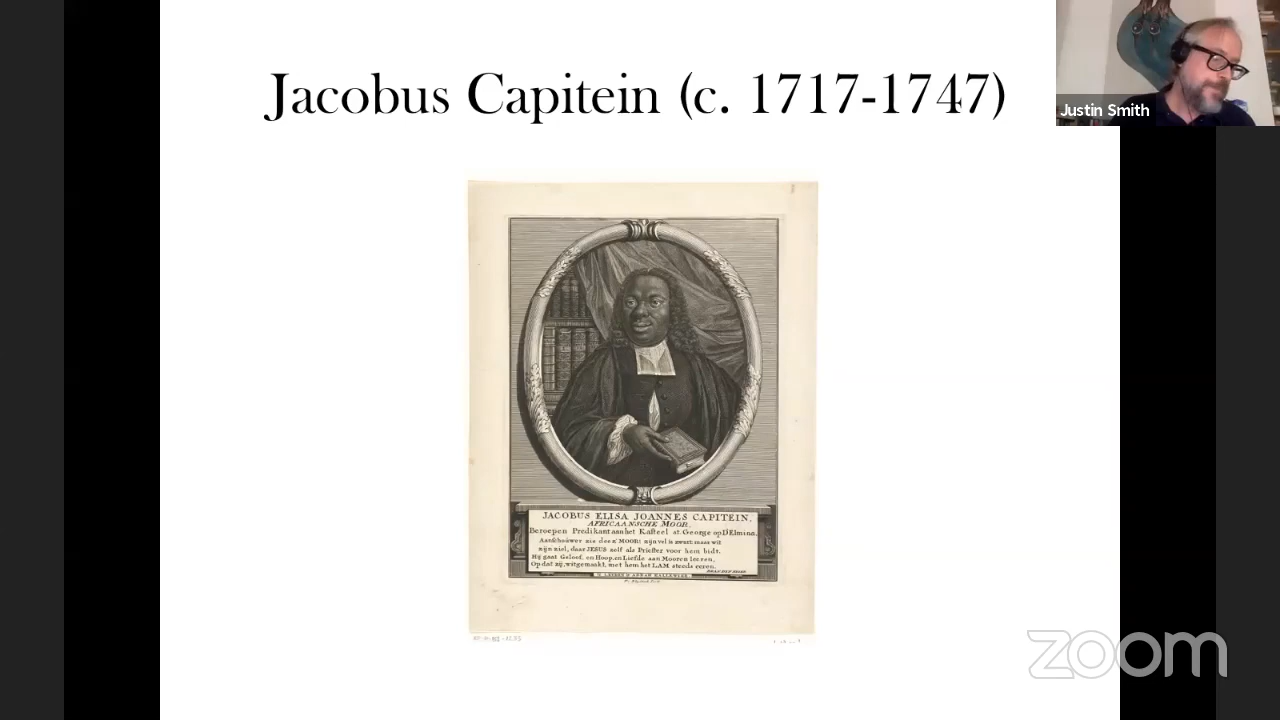 Jacobus Capitein (c. 1717-1747)
Justin Smith
JACOBUS ELISA JOANNES CAPITEIN,
AFRICAANSCHE MOOR,
Beroepen Predikant aan het Kasteel st. George op D'Elmina.
Aanschouwer zie deez' MOOR! zijn vel is zwart: maar wit
zijn ziel, daar JESUS zelf als Priester voor hem bidt.
Hij gaat Geloof, en Hoop, en Liefde aan Mooren leeren,
Op dat zij, witgemaakt, met hem het LAM steeds eeren.
zoom